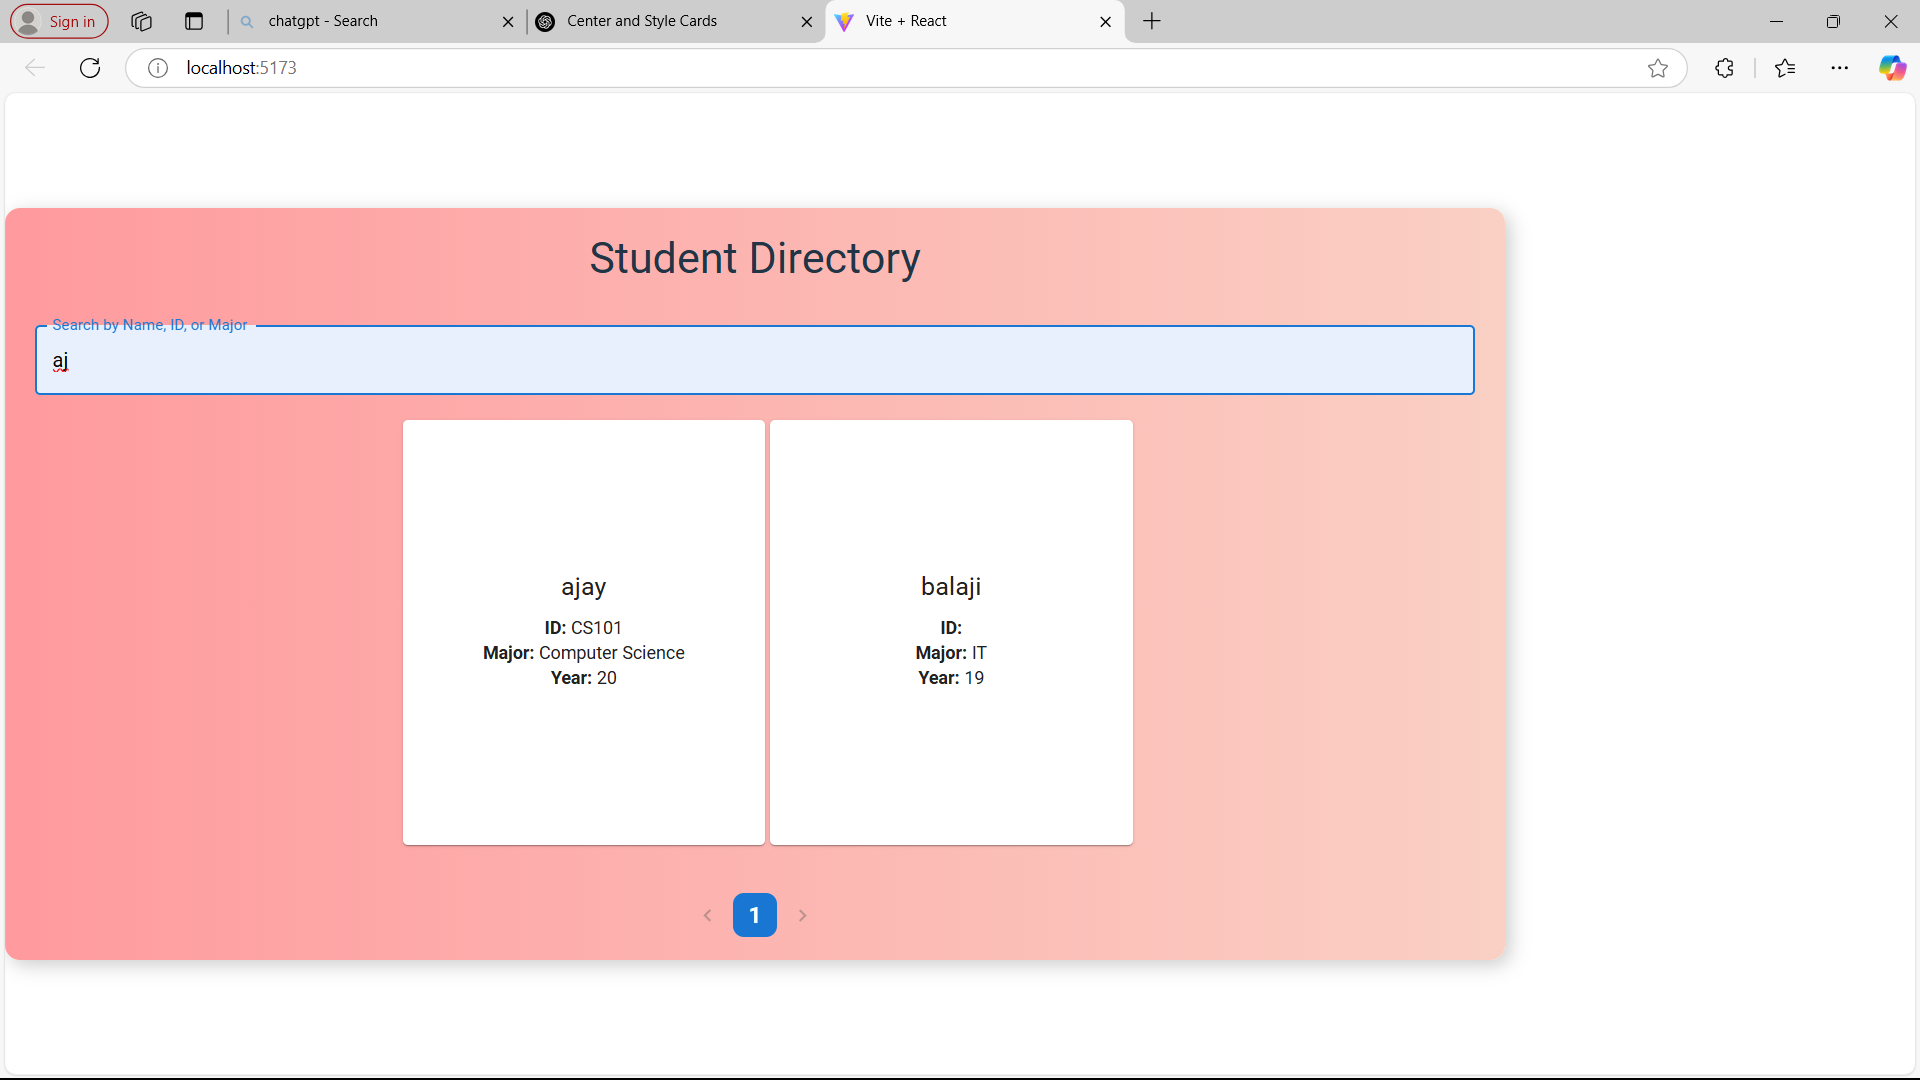 Sign in
chatgpt - Search
Center and Style Cards
Vite + React
localhost:5173
Student Directory
Search by Name, ID, or Major
aj
ajay
ID: CS101
Major: Computer Science
Year: 20
balaji
ID:
Major: IT
Year: 19
1